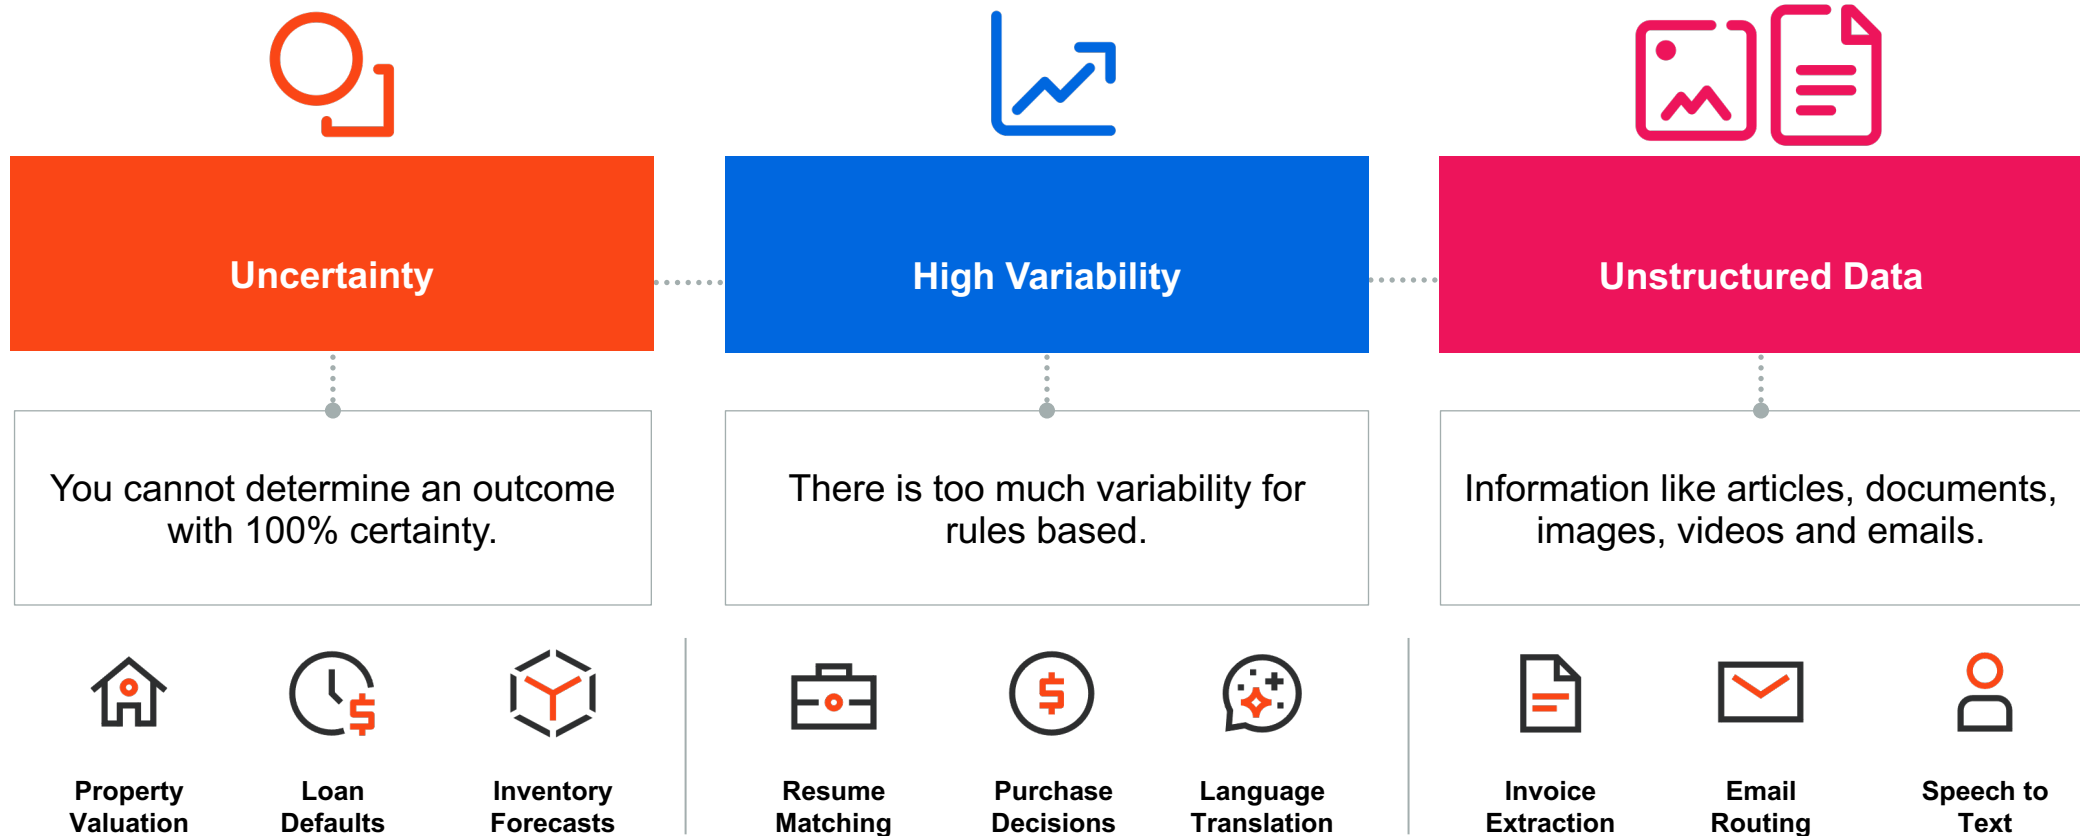 Uncertainty
High Variability
Unstructured Data
You cannot determine an outcome
with 100% certainty.
There is too much variability for
rules based.
Information like articles, documents,
images, videos and emails.
Property
Valuation
Loan
Defaults
Inventory
Forecasts
Resume
Matching
Purchase
Decisions
Language
Translation
Invoice
Extraction
Email
Routing
Speech to
Text